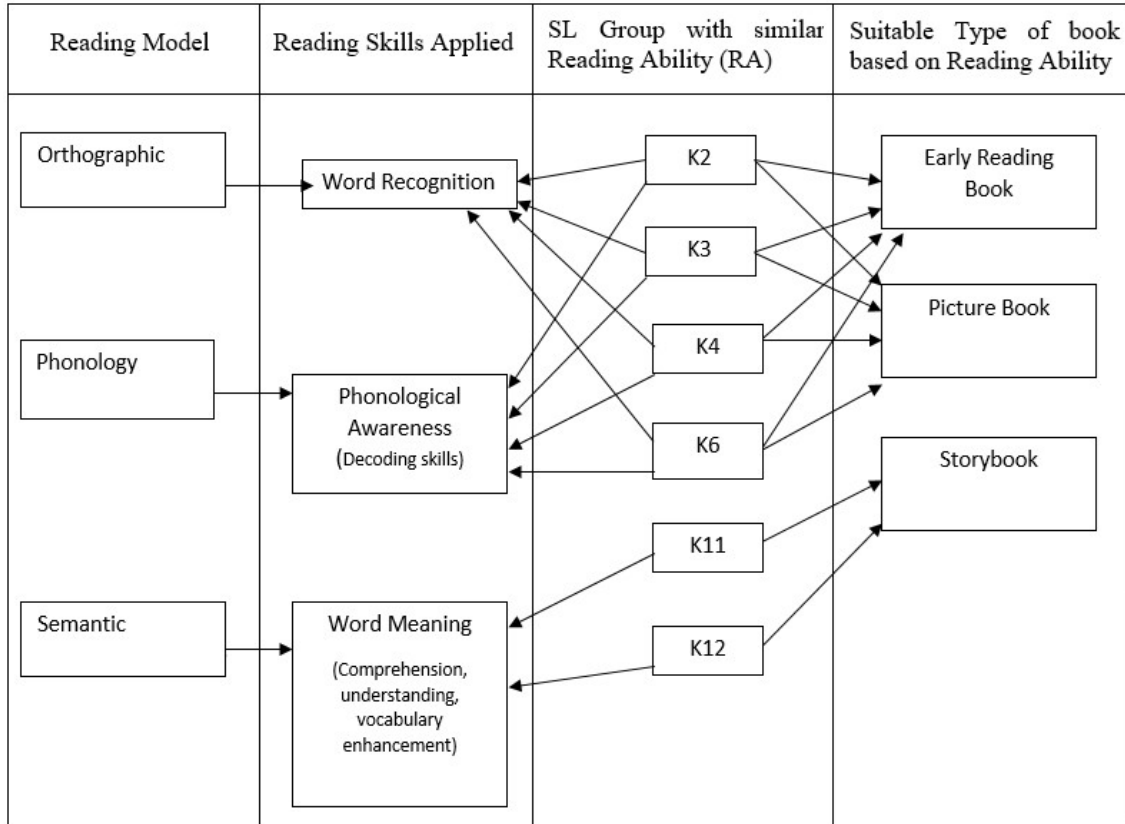 Reading Model
Reading Skills Applied
SL Group with similar
Reading Ability (RA)
Suitable Type of book
based on Reading Ability
Orthographic
Phonology
Semantic
Word Recognition
Phonological
Awareness
(Decoding skills)
Word Meaning
(Comprehension,
understanding,
vocabulary
enhancement)
K2
K3
K4
K6
K11
K12
Early Reading
Book
Picture Book
Storybook